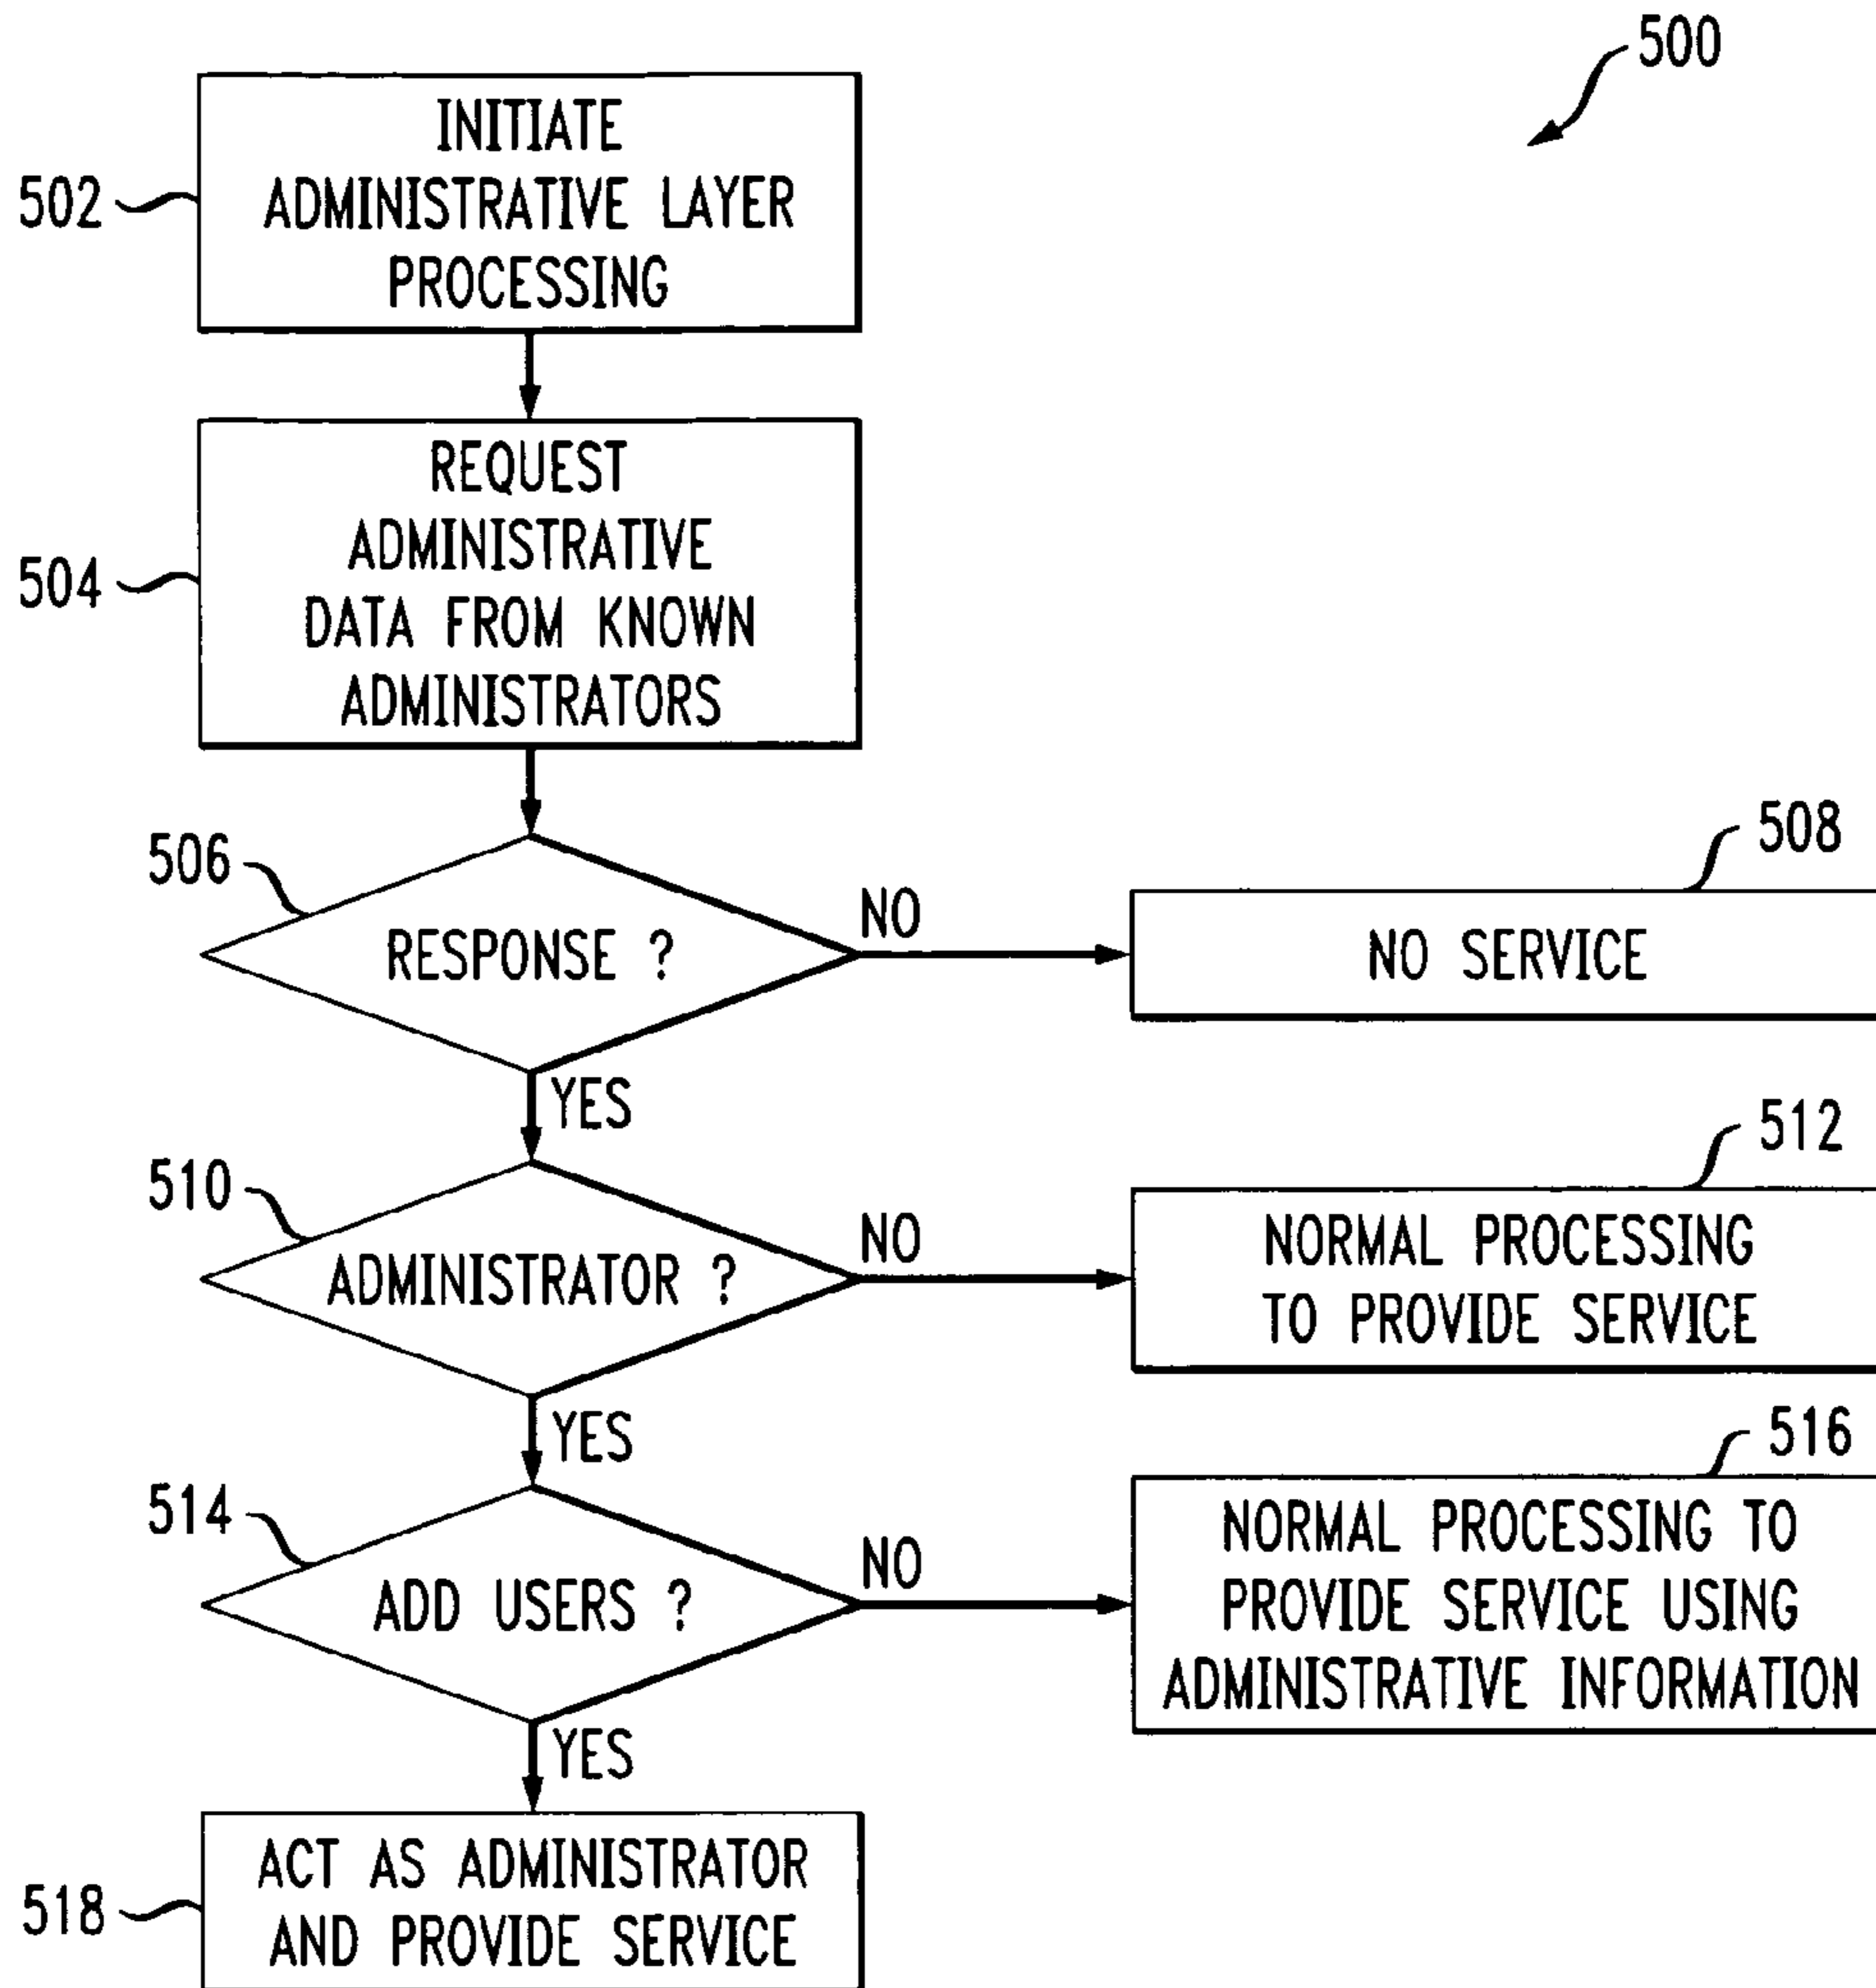 500
502
INITIATE
ADMINISTRATIVE LAYER
PROCESSING
504
REQUEST
ADMINISTRATIVE
DATA FROM KNOWN
ADMINISTRATORS
506
RESPONSE ?
NO
508
NO SERVICE
YES
510
ADMINISTRATOR ?
NO
512
NORMAL PROCESSING
TO PROVIDE SERVICE
YES
514
ADD USERS ?
NO
516
NORMAL PROCESSING TO
PROVIDE SERVICE USING
ADMINISTRATIVE INFORMATION
YES
518
ACT AS ADMINISTRATOR
AND PROVIDE SERVICE